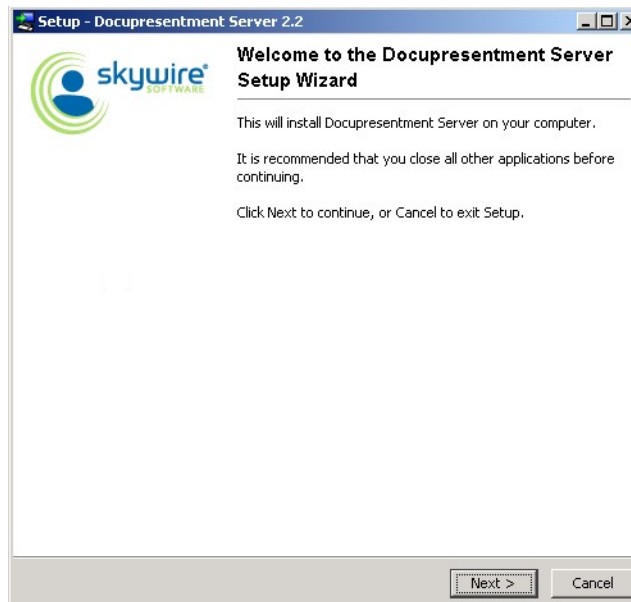 Setup - Docupresentment Server 2.2
skywire®
SOFTWARE
Welcome to the Docupresentment Server
Setup Wizard
This will install Docupresentment Server on your computer.
It is recommended that you close all other applications before
continuing.
Click Next to continue, or Cancel to exit Setup.
Next >
Cancel